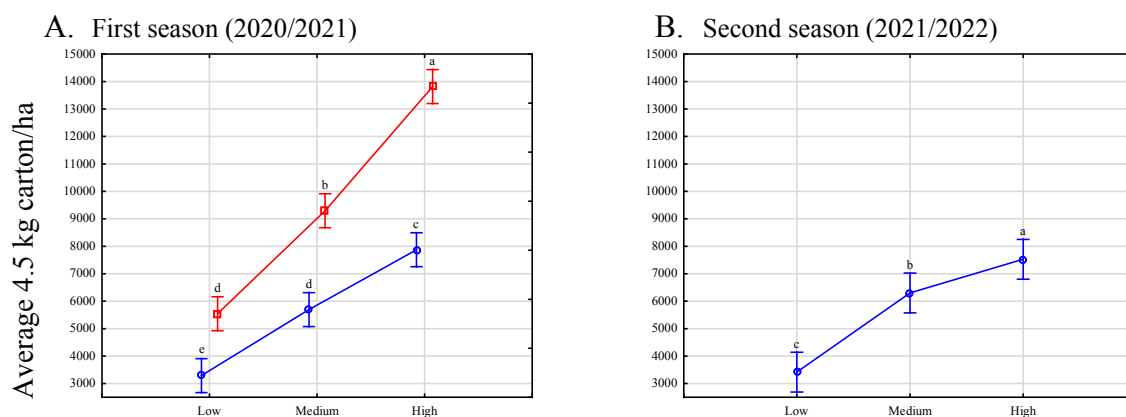 A. First season (2020/2021)
B. Second season (2021/2022)
Average 4.5 kg carton/ha
15000
14000
13000
12000
11000
10000
9000
8000
7000
6000
5000
4000
3000
a
b
c
d
d
e
Low
Medium
High
15000
14000
13000
12000
11000
10000
9000
8000
7000
6000
5000
4000
3000
a
b
c
Low
Medium
High